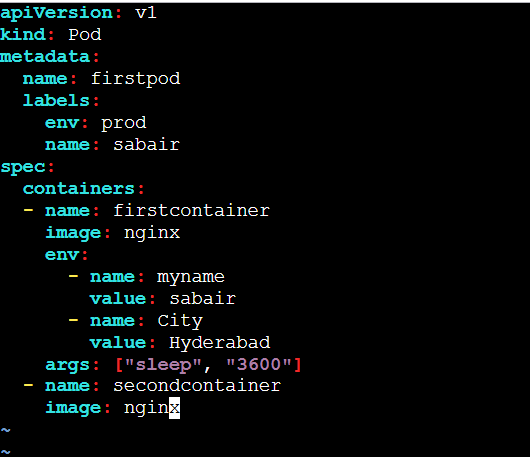 apiVersion: v1
kind: Pod
metadata:
  name: firstpod
  labels:
    env: prod
    name: sabair
spec:
  containers:
  - name: firstcontainer
    image: nginx
    env:
      - name: myname
        value: sabair
      - name: City
        value: Hyderabad
    args: ["sleep", "3600"]
  - name: secondcontainer
    image: nginx
~
~